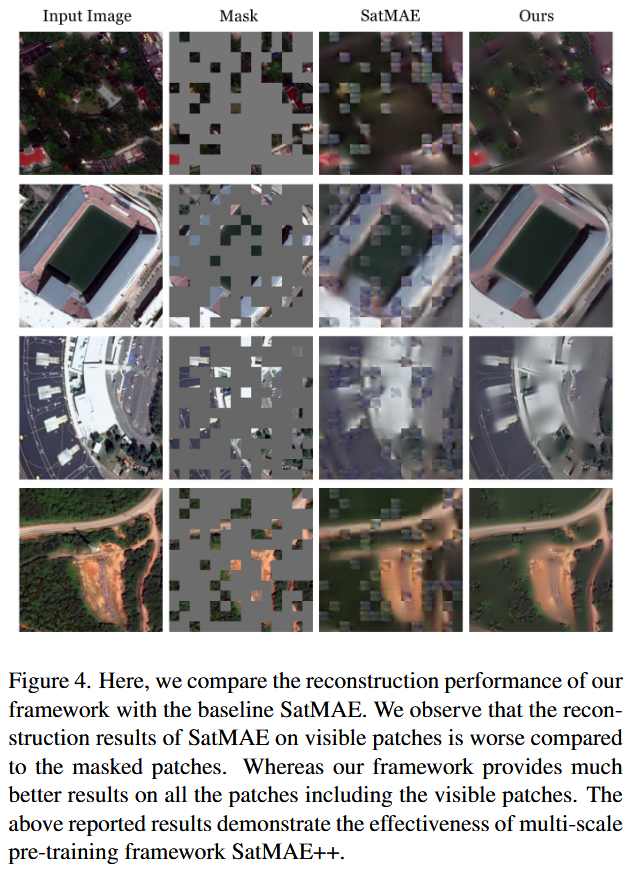 Input Image Mask SatMAE Ours
Figure 4. Here, we compare the reconstruction performance of our
framework with the baseline SatMAE. We observe that the recon-
struction results of SatMAE on visible patches is worse compared
to the masked patches. Whereas our framework provides much
better results on all the patches including the visible patches. The
above reported results demonstrate the effectiveness of multi-scale
pre-training framework SatMAE++.